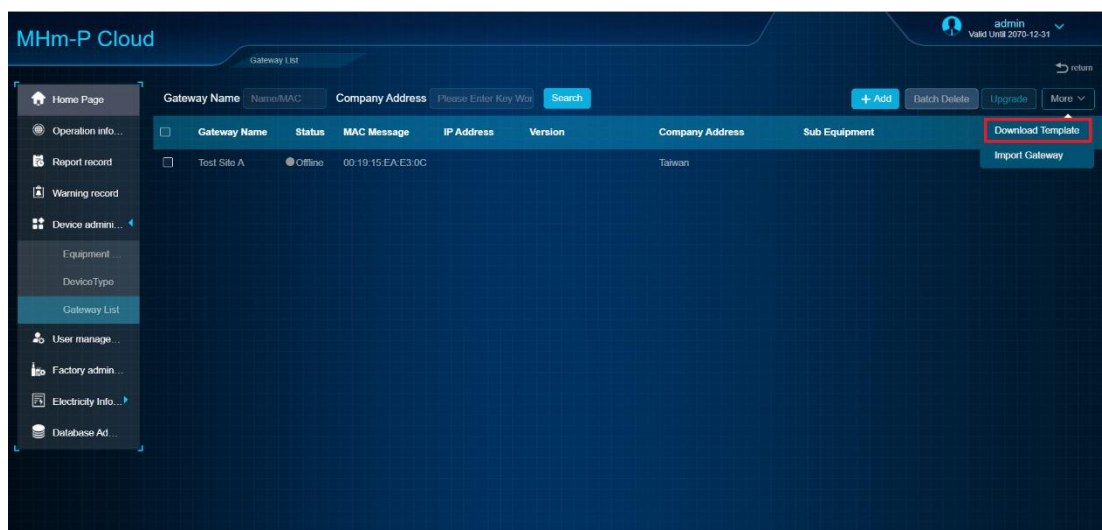 MHm-P Cloud
admin
Valid Until 2070-12-31
Gateway List
return
Home Page
Operation info...
Report record
Warning record
Device admini...
Equipment ...
DeviceType
Gateway List
User manage...
Factory admin...
Electricity Info...
Database Ad...
Gateway Name Name/MAC Company Address Please Enter Key Wor Search + Add Batch Delete Upgrade More
Gateway Name Status MAC Message IP Address Version Company Address Sub Equipment
Test Site A Offline 00:19:15:EA:E3:0C Taiwan
Download Template
Import Gateway